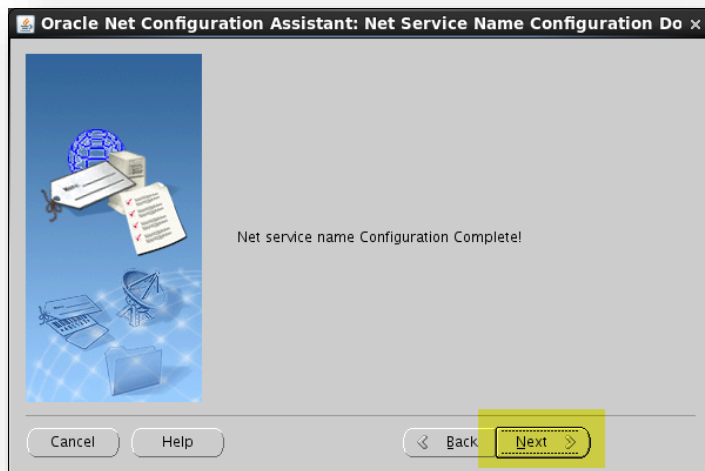 Oracle Net Configuration Assistant: Net Service Name Configuration Do
Net service name Configuration Complete!
Cancel
Help
Back
Next